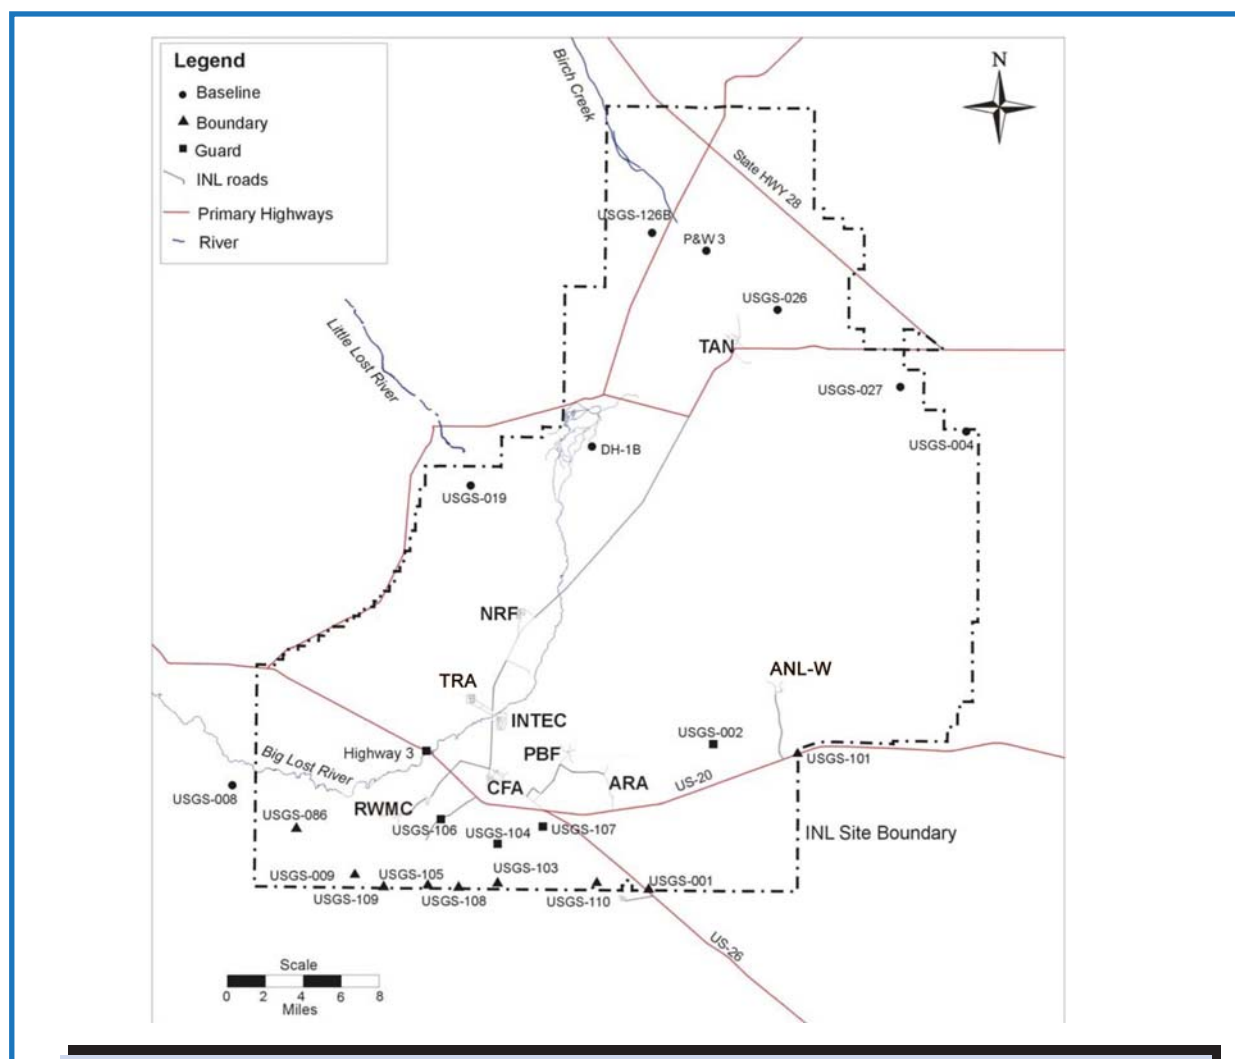 Legend
Baseline
Boundary
Guard
INL roads
Primary Highways
River
N
Birch Creek
State HWY 28
USGS-126B
P&W 3
USGS-026
TAN
Little Lost River
USGS-027
USGS-004
DH-1B
USGS-019
NRF
ANL-W
TRA
INTEC
USGS-002
Highway 3
PBF
USGS-101
Big Lost River
US-20
CFA
ARA
USGS-008
RWMC
USGS-086
USGS-106
USGS-107
USGS-104
INL Site Boundary
USGS-009
USGS-105
USGS-103
USGS-109
USGS-108
USGS-110
USGS-001
US-26
Scale
0 2 4 6 8
Miles